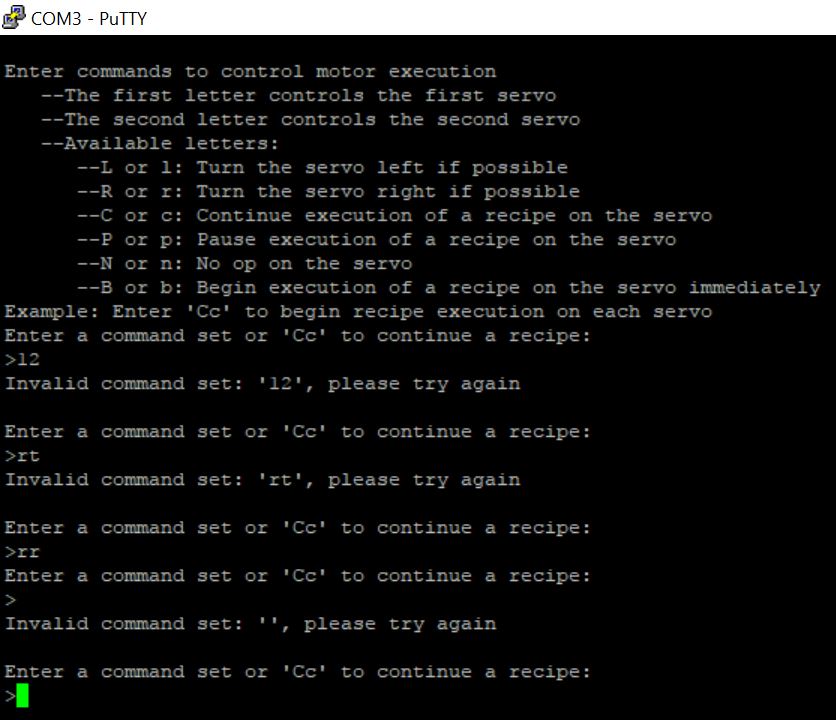 COM3 - PuTTY
Enter commands to control motor execution
--The first letter controls the first servo
--The second letter controls the second servo
--Available letters:
--L or l: Turn the servo left if possible
--R or r: Turn the servo right if possible
--C or c: Continue execution of a recipe on the servo
--P or p: Pause execution of a recipe on the servo
--N or n: No op on the servo
--B or b: Begin execution of a recipe on the servo immediately
Example: Enter 'Cc' to begin recipe execution on each servo
Enter a command set or 'Cc' to continue a recipe:
>l2
Invalid command set: 'l2', please try again
Enter a command set or 'Cc' to continue a recipe:
>rt
Invalid command set: 'rt', please try again
Enter a command set or 'Cc' to continue a recipe:
>rr
Enter a command set or 'Cc' to continue a recipe:
>
Invalid command set: '', please try again
Enter a command set or 'Cc' to continue a recipe:
>